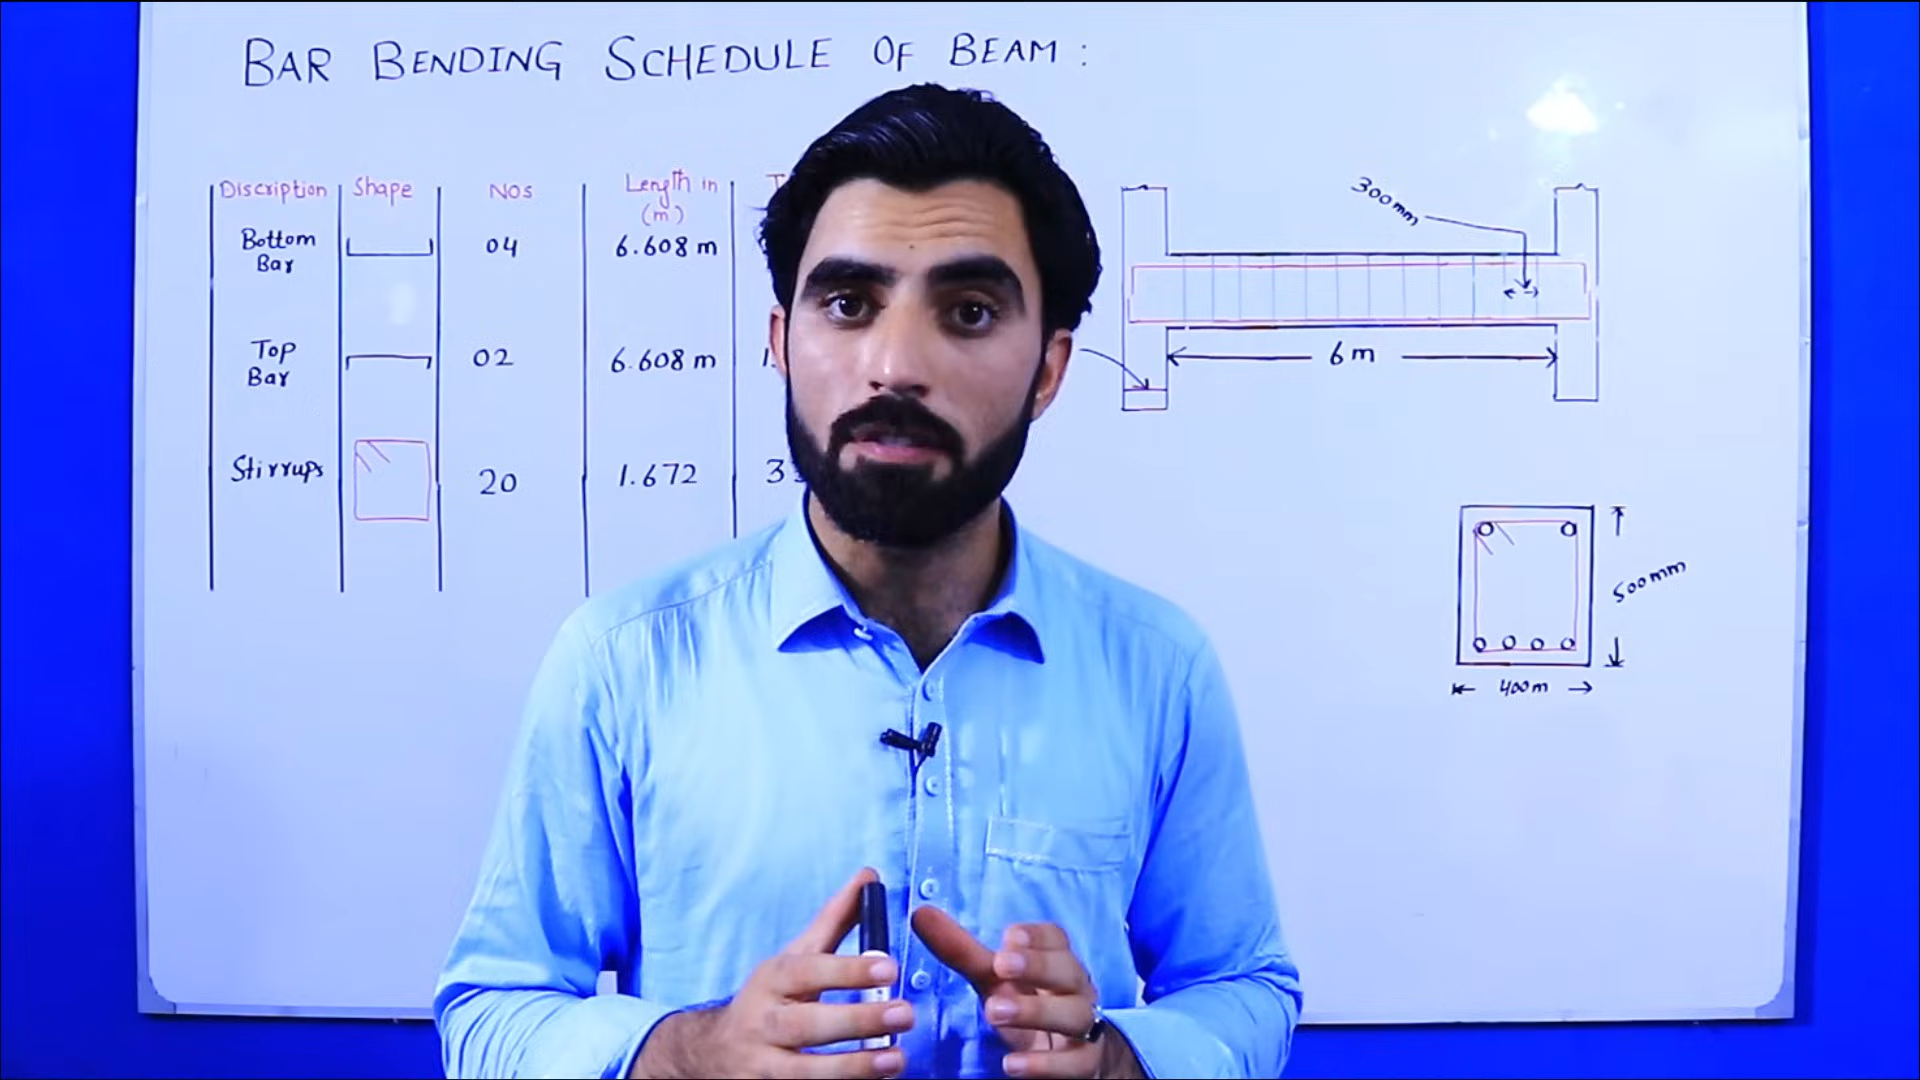 BAR BENDING SCHEDULE OF BEAM :
Discription Shape Nos Length in (m)
Bottom Bar 04 6.608 m
Top Bar 02 6.608 m
Stirrups 20 1.672
300mm
6 m
500mm
400m